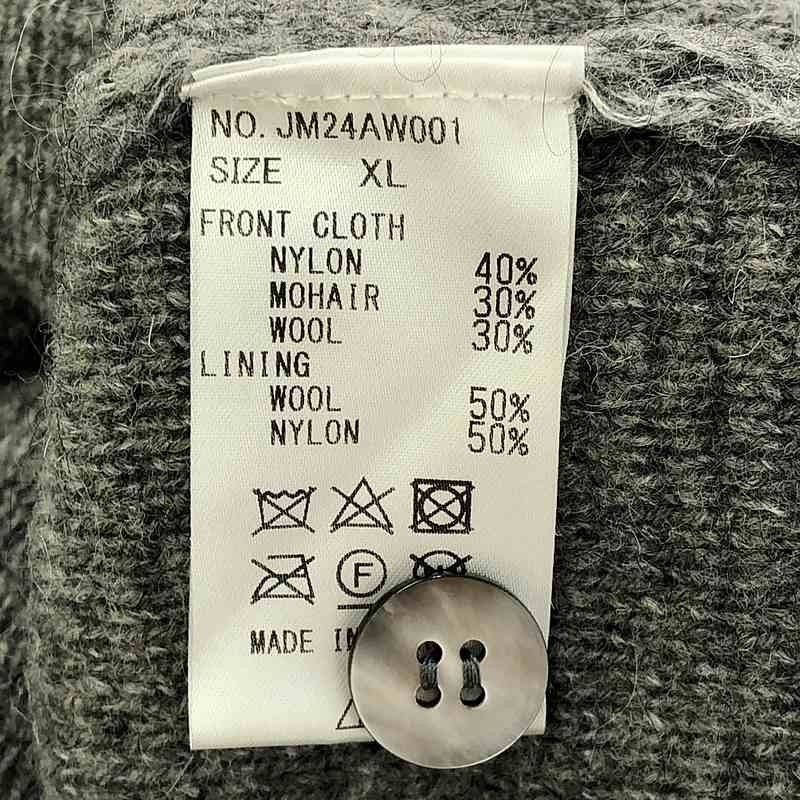 NO. JM24AW001
SIZE XL
FRONT CLOTH
NYLON 40%
MOHAIR 30%
WOOL 30%
LINING
WOOL 50%
NYLON 50%
F
MADE IN